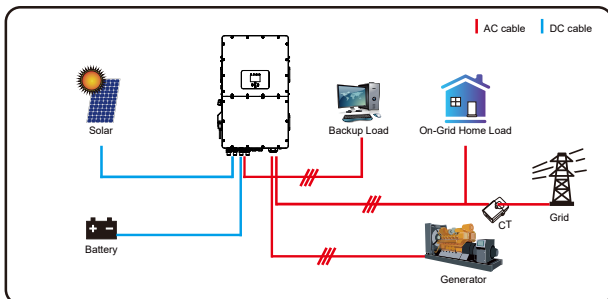 AC cable
DC cable
Solar
Backup Load
On-Grid Home Load
CT
Grid
Battery
Generator